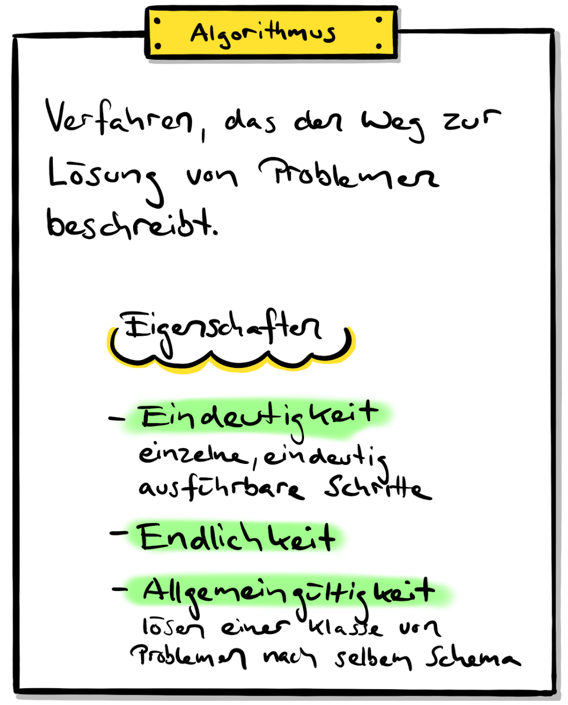 Algorithmus
Verfahren, das den Weg zur
Lösung von Problemen
beschreibt.
Eigenschaften
- Eindeutigkeit
einzelne, eindeutig
ausführbare Schritte
- Endlichkeit
- Allgemeingültigkeit
lösen einer Klasse von
Problemen nach selbem Schema